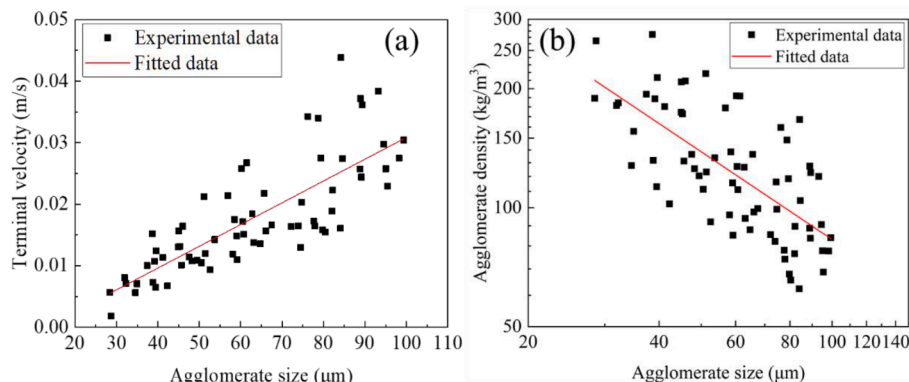 0.05
0.04
0.03
0.02
0.01
0.00
Terminal velocity (m/s)
Experimental data
Fitted data
(a)
20 30 40 50 60 70 80 90 100 110
Agglomerate size (μm)
300
250
200
150
100
50
Agglomerate density (kg/m³)
(b)
Experimental data
Fitted data
20 40 60 80 100 120 140
Agglomerate size (μm)